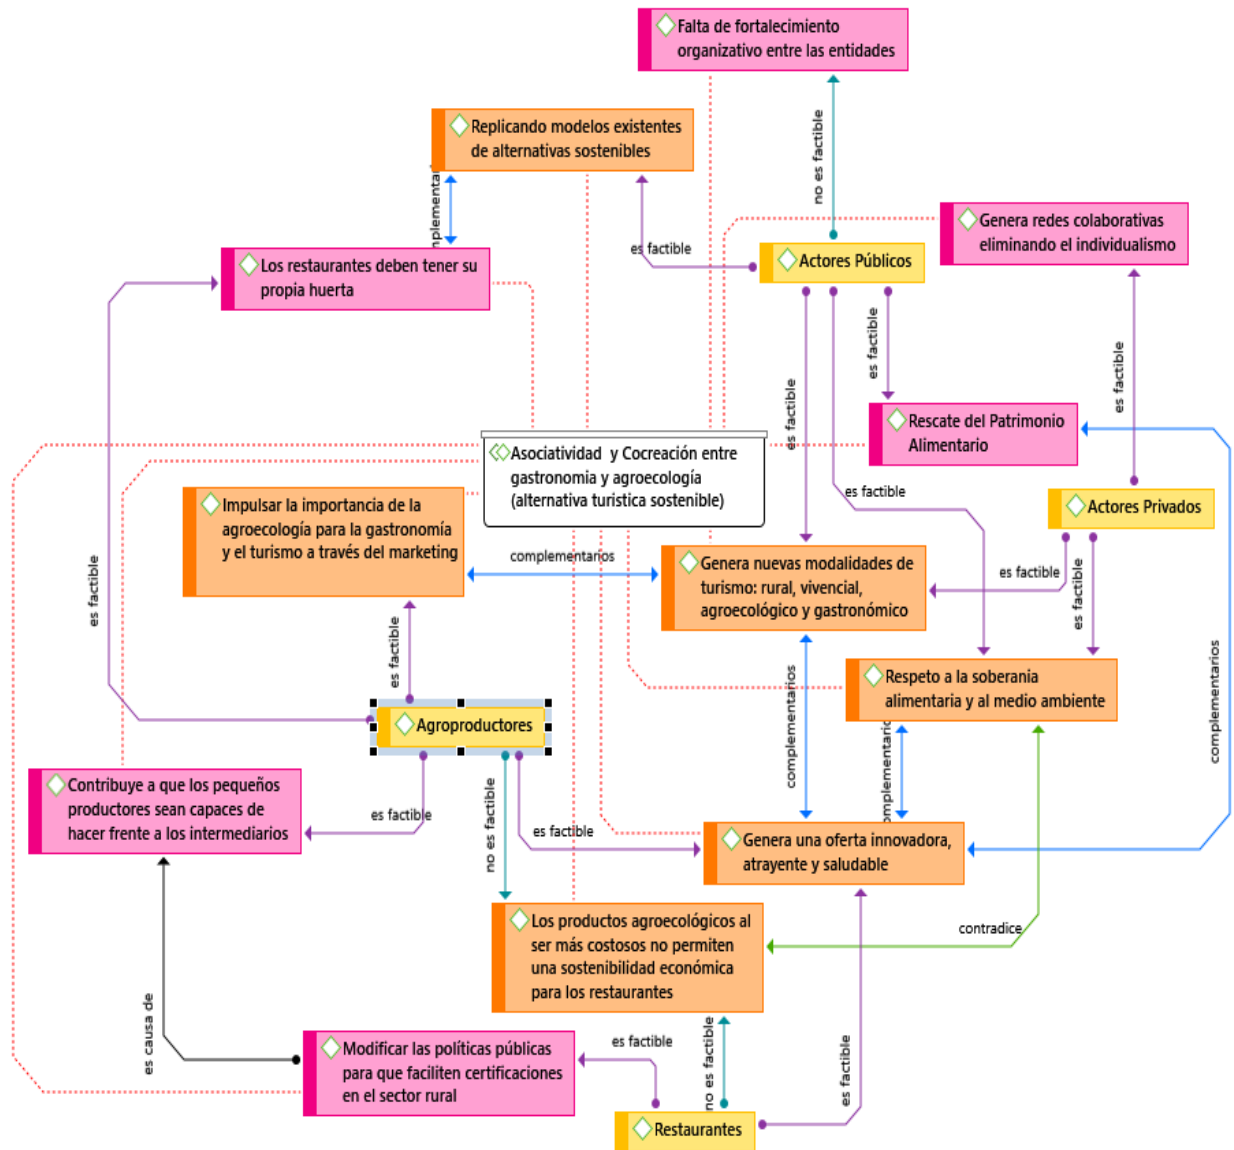 Falta de fortalecimiento
organizativo entre las entidades
Replicando modelos existentes
de alternativas sostenibles
no es factible
Genera redes colaborativas
eliminando el individualismo
es factible
Actores Públicos
Los restaurantes deben tener su
propia huerta
es factible
es factible
es factible
es factible
Rescate del Patrimonio
Alimentario
Asociatividad y Cocreación entre
gastronomia y agroecología
(alternativa turistica sostenible)
es factible
Actores Privados
Impulsar la importancia de la
agroecología para la gastronomía
y el turismo a través del marketing
complementarios
Genera nuevas modalidades de
turismo: rural, vivencial,
agroecológico y gastronómico
es factible
es factible
es factible
es factible
Respeto a la soberania
alimentaria y al medio ambiente
complementarios
complementarios
Agroproductores
Contribuye a que los pequeños
productores sean capaces de
hacer frente a los intermediarios
es factible
no es factible
es factible
Genera una oferta innovadora,
atrayente y saludable
Los productos agroecológicos al
ser más costosos no permiten
una sostenibilidad económica
para los restaurantes
contradice
es causa de
Modificar las políticas públicas
para que faciliten certificaciones
en el sector rural
es factible
no es factible
es factible
Restaurantes